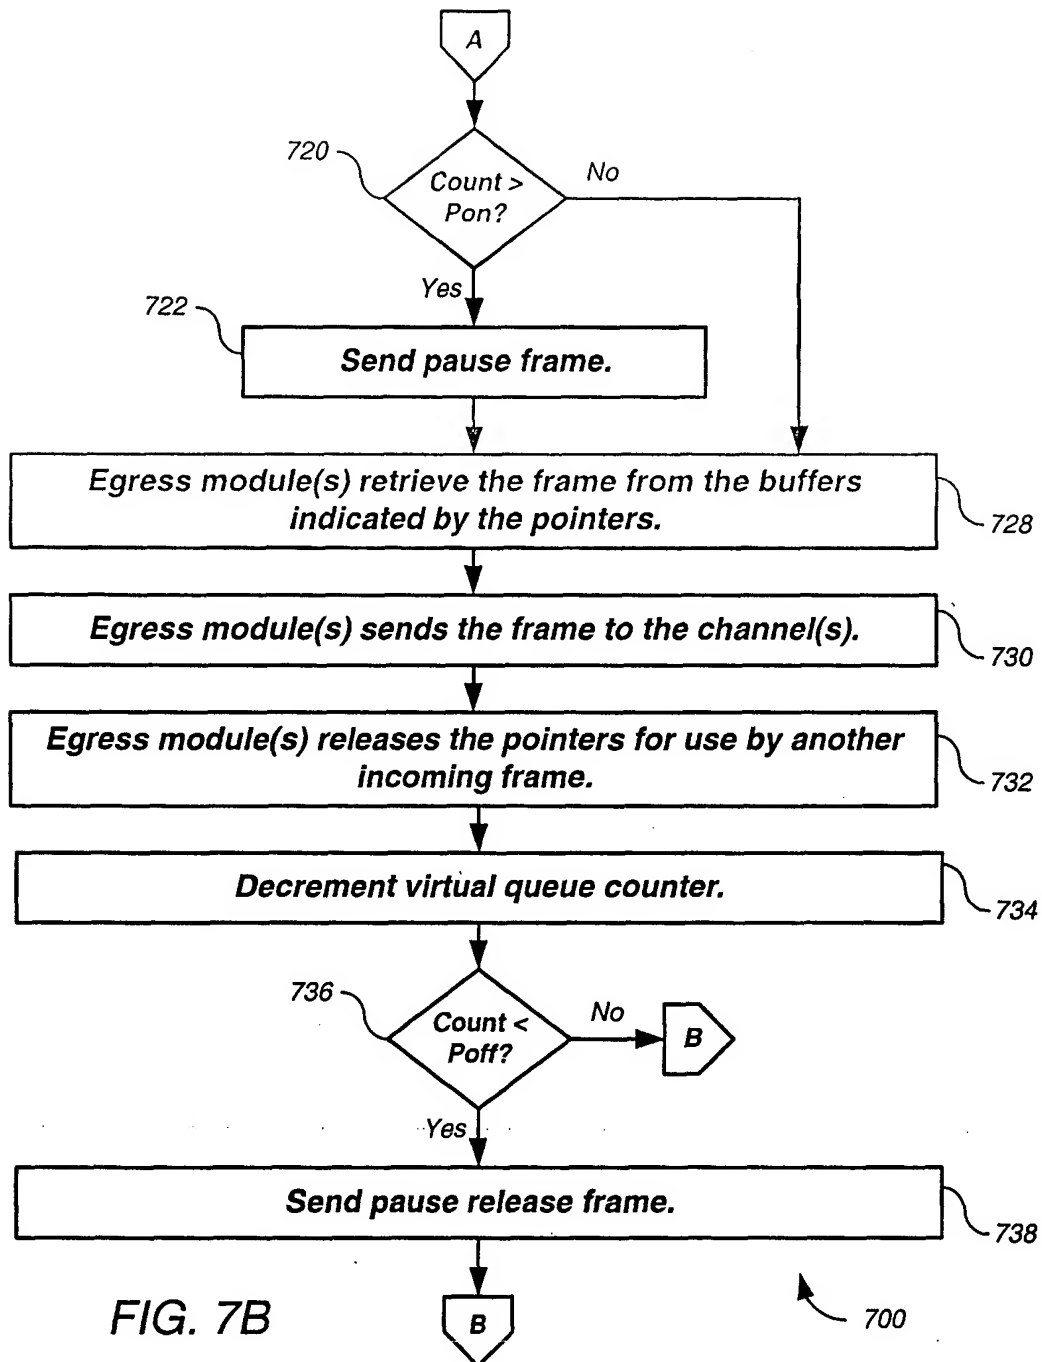 A
720
Count >
Pon?
No
Yes
722
Send pause frame.
Egress module(s) retrieve the frame from the buffers
indicated by the pointers.
728
Egress module(s) sends the frame to the channel(s).
730
Egress module(s) releases the pointers for use by another
incoming frame.
732
Decrement virtual queue counter.
734
736
Count <
Poff?
No
B
Yes
Send pause release frame.
738
B
FIG. 7B
700